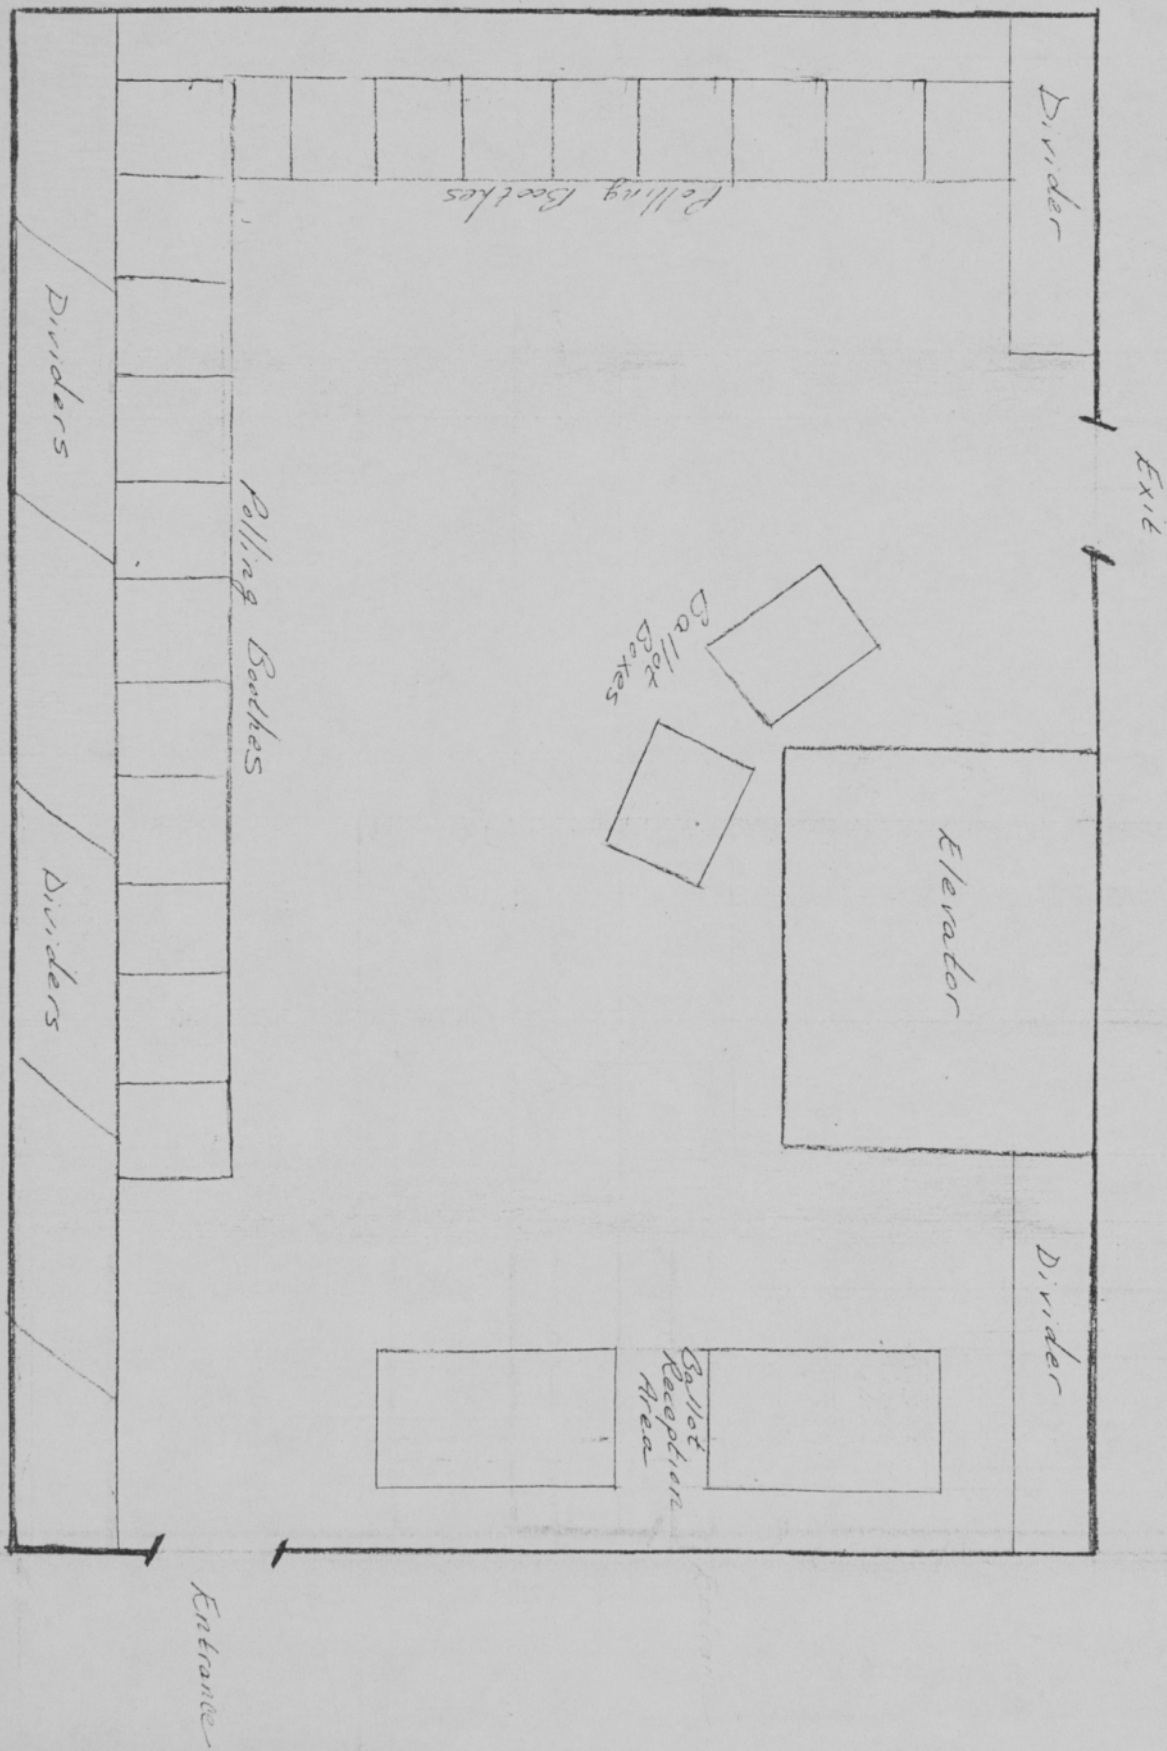 Exit
Divider
Polling Boothes
Dividers
Polling Boothes
Ballot
Boxes
Elevator
Dividers
Divider
Ballot
Reception
Area
Entrance